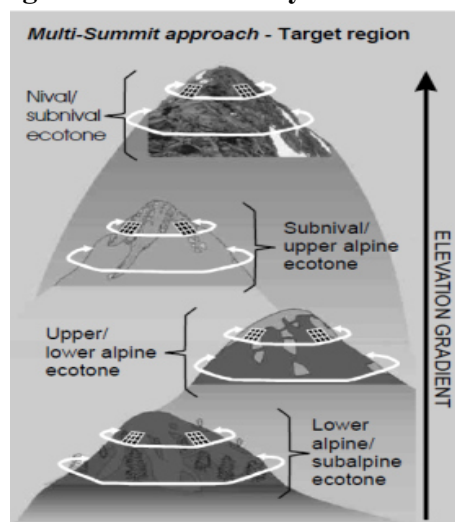 Multi-Summit approach - Target region
Nival/
subnival
ecotone
Subnival/
upper alpine
ecotone
Upper/
lower alpine
ecotone
Lower
alpine/
subalpine
ecotone
ELEVATION GRADIENT